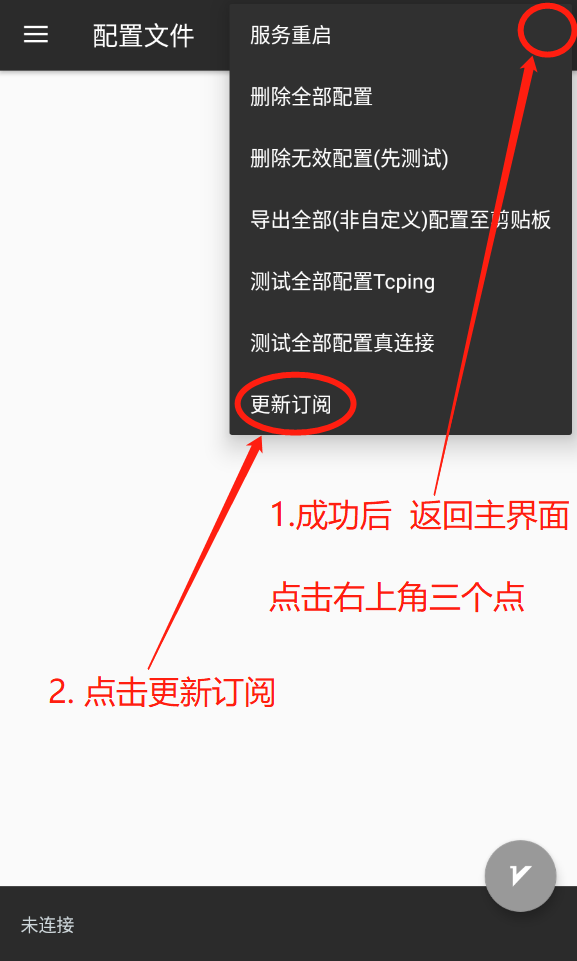 配置文件
服务重启
删除全部配置
删除无效配置(先测试)
导出全部(非自定义)配置至剪贴板
测试全部配置Tcping
测试全部配置真连接
更新订阅
1.成功后 返回主界面
点击右上角三个点
2. 点击更新订阅
V
未连接